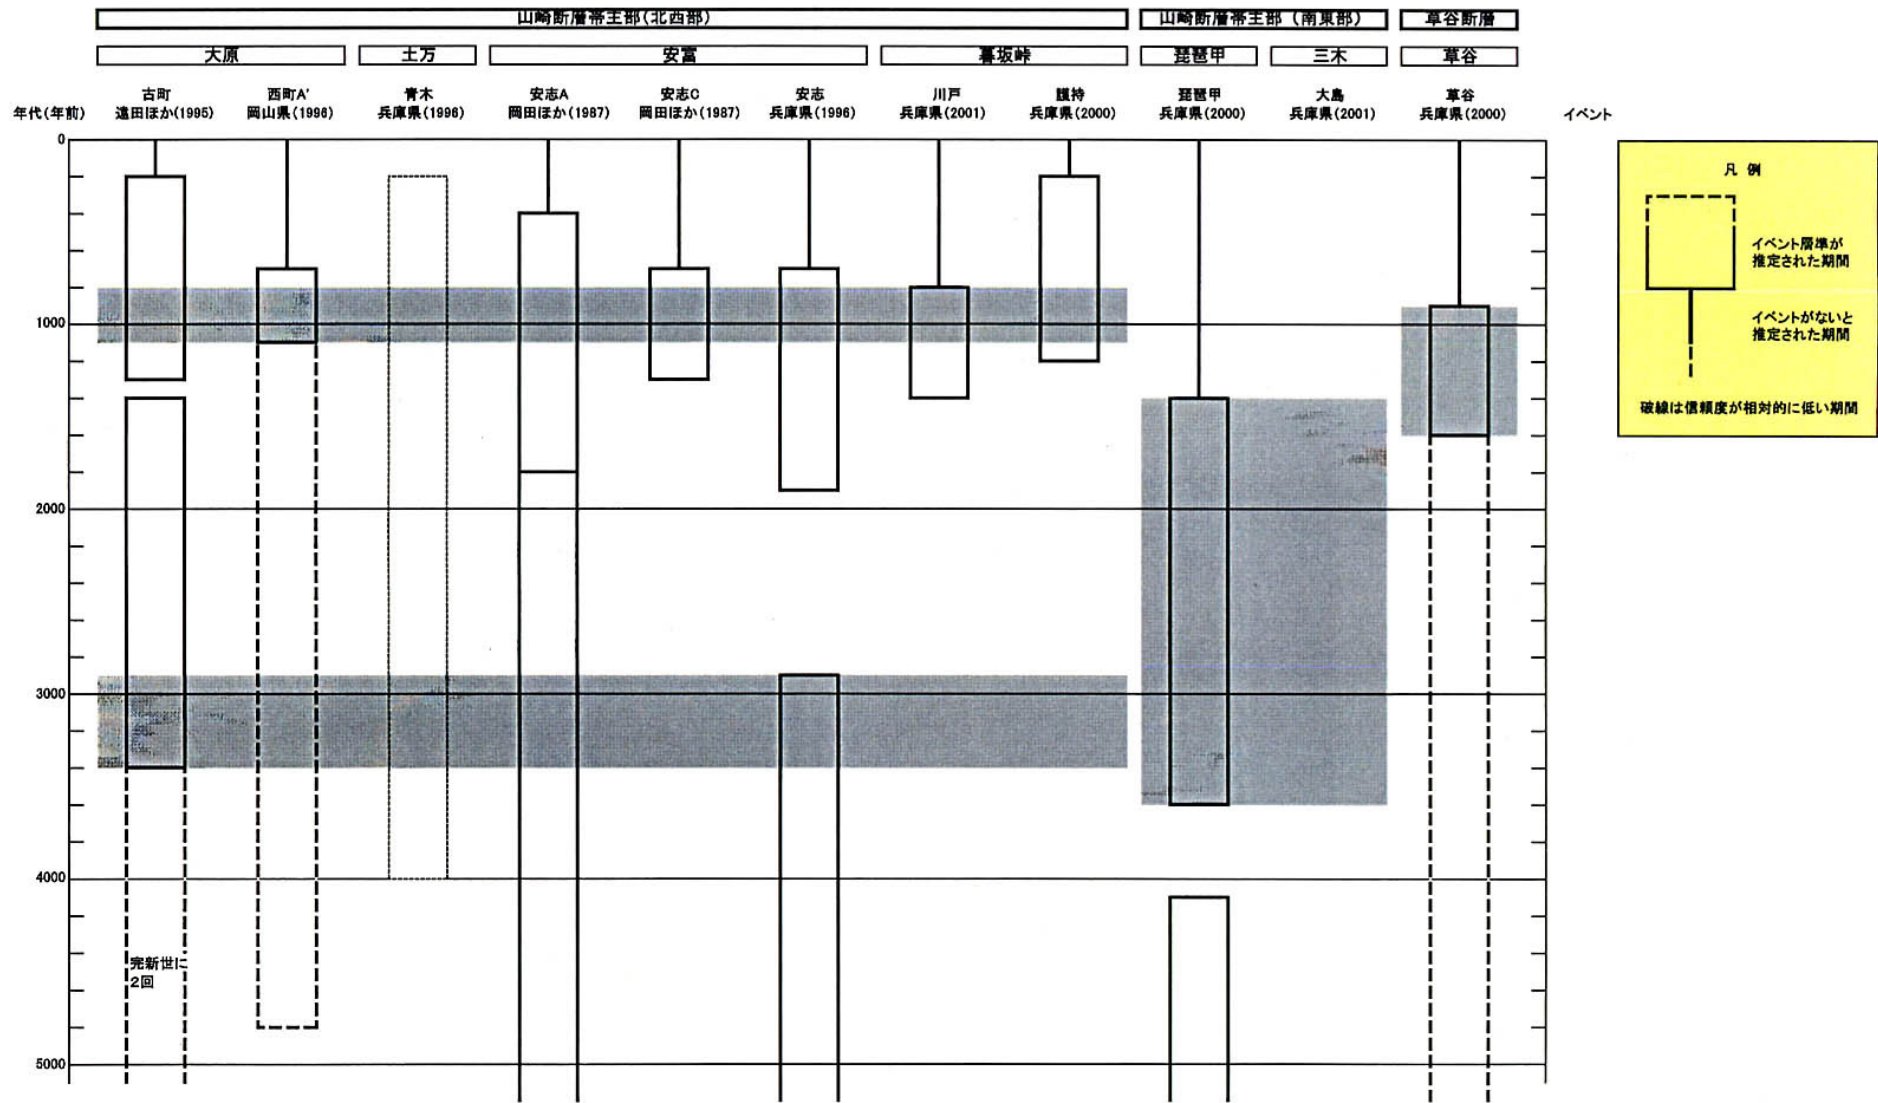 山崎断層帯主部(北西部)
山崎断層帯主部(南東部)
草谷断層
大原
土万
安富
暮坂峠
琵琶甲
三木
草谷
年代(年前)
古町
遠田ほか(1995)
西町A'
岡山県(1996)
青木
兵庫県(1996)
安志A
岡田ほか(1987)
安志C
岡田ほか(1987)
安志
兵庫県(1996)
川戸
兵庫県(2001)
護持
兵庫県(2000)
琵琶甲
兵庫県(2000)
大島
兵庫県(2001)
草谷
兵庫県(2000)
イベント
0
1000
2000
3000
4000
5000
完新世に
2回
凡 例
イベント層準が
推定された期間
イベントがないと
推定された期間
破線は信頼度が相対的に低い期間